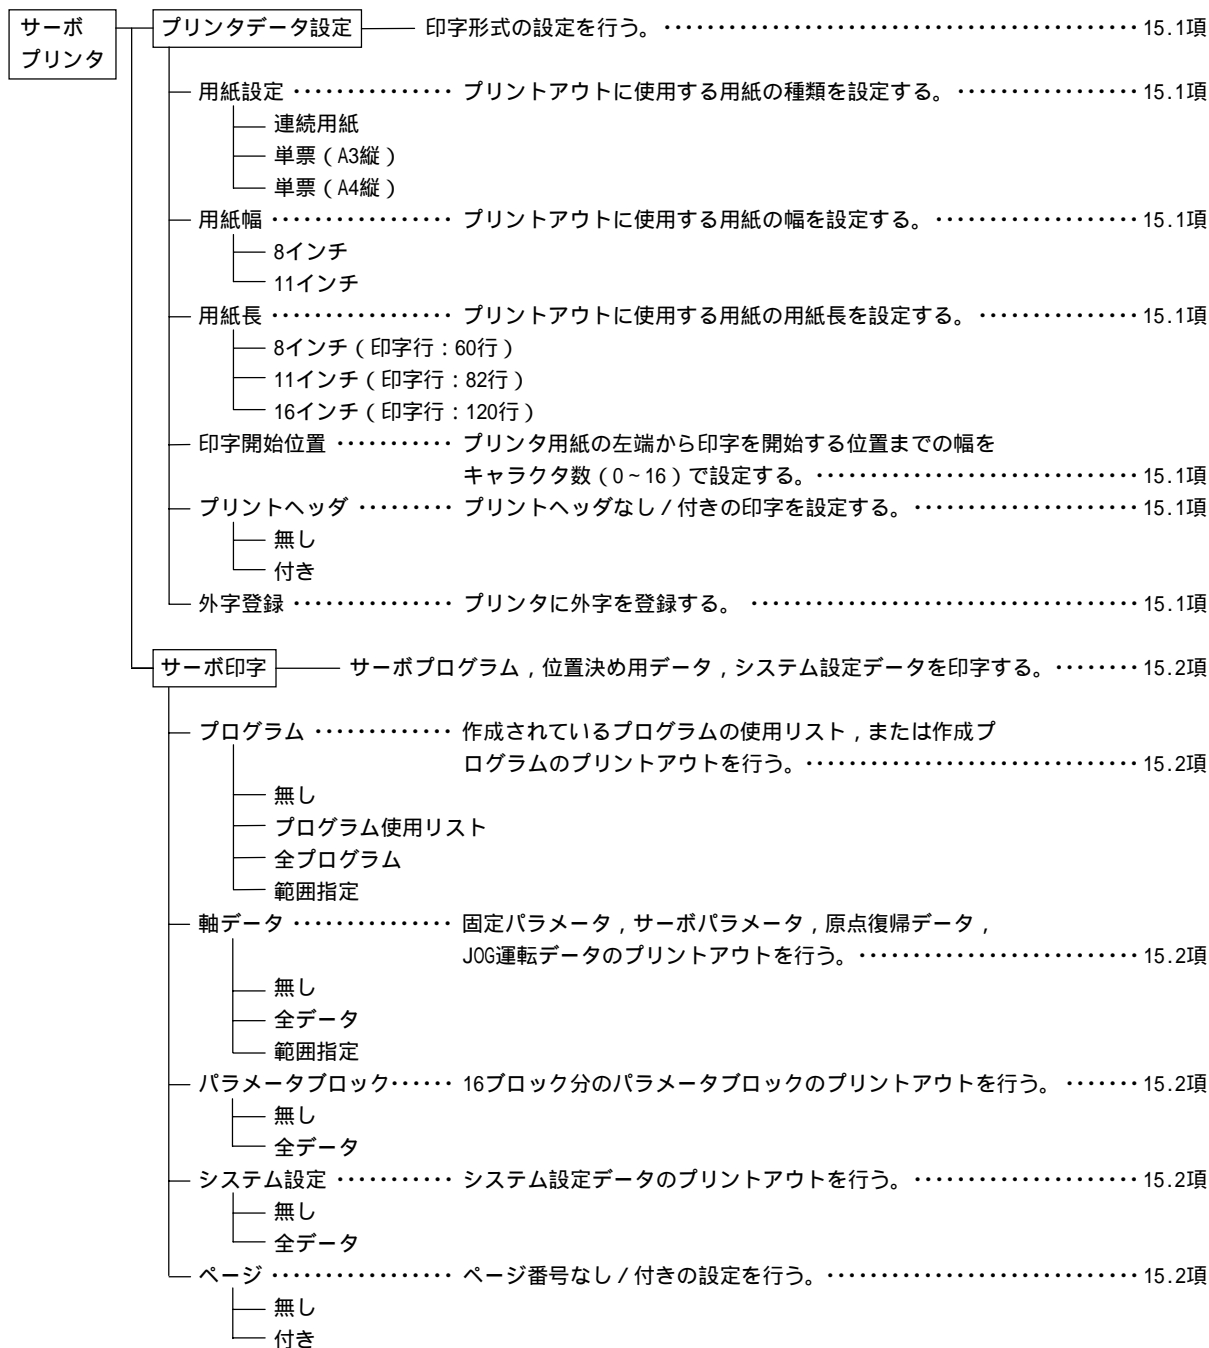 サーボ
プリンタ
プリンタデータ設定 印字形式の設定を行う。・・・・・・・・・・・・・・・・・・・・ 15.1項
用紙設定 ・・・・・・・・・・・・・・・ プリントアウトに使用する用紙の種類を設定する。 ・・・・・・・・・・・・・・・・・ 15.1項
連続用紙
単票(A3縦)
単票(A4縦)
用紙幅 ・・・・・・・・・・・・・・・・・ プリントアウトに使用する用紙の幅を設定する。 ・・・・・・・・・・・・・・・・・・・ 15.1項
8インチ
11インチ
用紙長 ・・・・・・・・・・・・・・・・・ プリントアウトに使用する用紙の用紙長を設定する。 ・・・・・・・・・・・・・・・ 15.1項
8インチ(印字行:60行)
11インチ(印字行:82行)
16インチ(印字行:120行)
印字開始位置 ・・・・・・・・・・・ プリンタ用紙の左端から印字を開始する位置までの幅を
キャラクタ数(0~16)で設定する。・・・・・・・・・・・・・・・・・・・・ 15.1項
プリントヘッダ ・・・・・・・・・ プリントヘッダなし/付きの印字を設定する。・・・・・・・・・・・・・・・・・・・・・ 15.1項
無し
付き
外字登録 ・・・・・・・・・・・・・・・ プリンタに外字を登録する。 ・・・・・・・・・・・・・・・・・・・・ 15.1項
サーボ印字 サーボプログラム,位置決め用データ,システム設定データを印字する。・・・・・・・・ 15.2項
プログラム ・・・・・・・・・・・・・ 作成されているプログラムの使用リスト,または作成プ
ログラムのプリントアウトを行う。・・・・・・・・・・・・・・・・・・・・ 15.2項
無し
プログラム使用リスト
全プログラム
範囲指定
軸データ ・・・・・・・・・・・・・・・ 固定パラメータ,サーボパラメータ,原点復帰データ,
JOG運転データのプリントアウトを行う。・・・・・・・・・・・・・・・・・・・・ 15.2項
無し
全データ
範囲指定
パラメータブロック・・・・・・ 16ブロック分のパラメータブロックのプリントアウトを行う。 ・・・・・・・ 15.2項
無し
全データ
システム設定 ・・・・・・・・・・・ システム設定データのプリントアウトを行う。・・・・・・・・・・・・・・・・・・・・・ 15.2項
無し
全データ
ページ ・・・・・・・・・・・・・・・・・ ページ番号なし/付きの設定を行う。・・・・・・・・・・・・・・・・・・・・ 15.2項
無し
付き